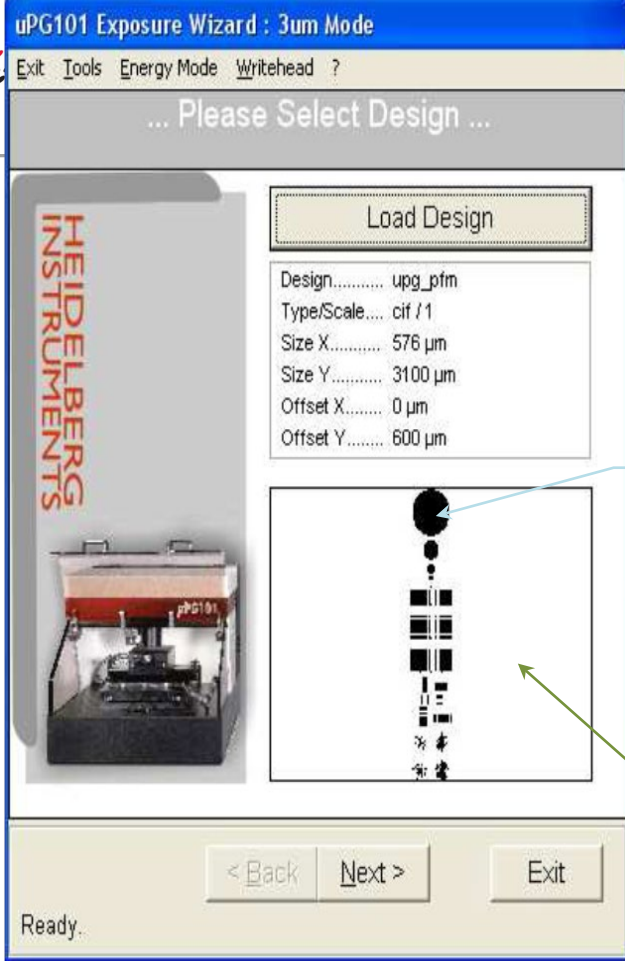 uPG101 Exposure Wizard : 3um Mode
Exit Tools Energy Mode Writehead ?
... Please Select Design ...
HEIDELBERG
INSTRUMENTS
µPG101
Load Design
Design........... upg_pfm
Type/Scale.... cif / 1
Size X........... 576 µm
Size Y........... 3100 µm
Offset X........ 0 µm
Offset Y........ 600 µm
< Back Next > Exit
Ready.